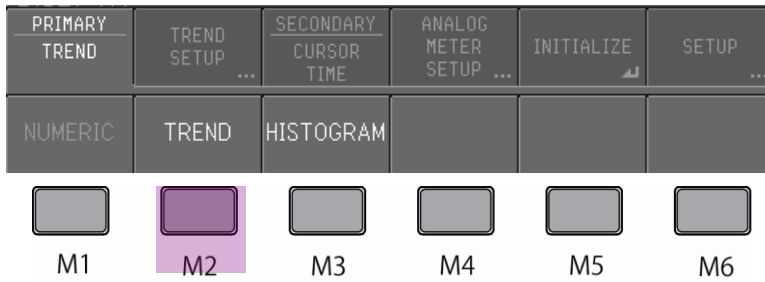 PRIMARY
TREND
TREND
SETUP ...
SECONDARY
CURSOR
TIME
ANALOG
METER
SETUP ...
INITIALIZE
SETUP ...
NUMERIC
TREND
HISTOGRAM
M1
M2
M3
M4
M5
M6